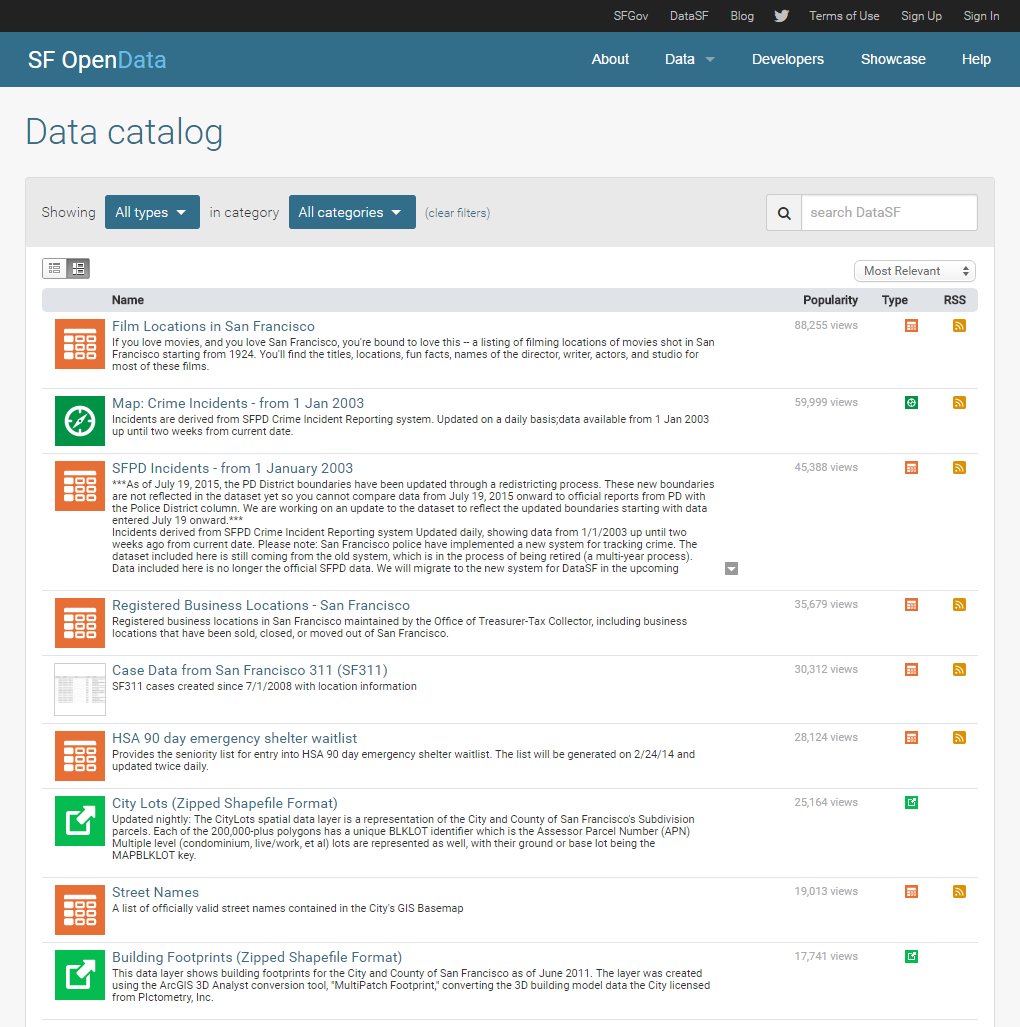 SFGov DataSF Blog Terms of Use Sign Up Sign In
SF OpenData About Data Developers Showcase Help
Data catalog
Showing All types in category All categories (clear filters) search DataSF
Most Relevant
Name Popularity Type RSS
Film Locations in San Francisco 88,255 views
If you love movies, and you love San Francisco, you're bound to love this -- a listing of filming locations of movies shot in San
Francisco starting from 1924. You'll find the titles, locations, fun facts, names of the director, writer, actors, and studio for
most of these films.
Map: Crime Incidents - from 1 Jan 2003 59,999 views
Incidents are derived from SFPD Crime Incident Reporting system. Updated on a daily basis;data available from 1 Jan 2003
up until two weeks from current date.
SFPD Incidents - from 1 January 2003 45,388 views
***As of July 19, 2015, the PD District boundaries have been updated through a redistricting process. These new boundaries
are not reflected in the dataset yet so you cannot compare data from July 19, 2015 onward to official reports from PD with
the Police District column. We are working on an update to the dataset to reflect the updated boundaries starting with data
entered July 19 onward.***
Incidents derived from SFPD Crime Incident Reporting system Updated daily, showing data from 1/1/2003 up until two
weeks ago from current date. Please note: San Francisco police have implemented a new system for tracking crime. The
dataset included here is still coming from the old system, which is in the process of being retired (a multi-year process).
Data included here is no longer the official SFPD data. We will migrate to the new system for DataSF in the upcoming
Registered Business Locations - San Francisco 35,679 views
Registered business locations in San Francisco maintained by the Office of Treasurer-Tax Collector, including business
locations that have been sold, closed, or moved out of San Francisco.
Case Data from San Francisco 311 (SF311) 30,312 views
SF311 cases created since 7/1/2008 with location information
HSA 90 day emergency shelter waitlist 28,124 views
Provides the seniority list for entry into HSA 90 day emergency shelter waitlist. The list will be generated on 2/24/14 and
updated twice daily.
City Lots (Zipped Shapefile Format) 25,164 views
Updated nightly: The CityLots spatial data layer is a representation of the City and County of San Francisco's Subdivision
parcels. Each of the 200,000-plus polygons has a unique BLKLOT identifier which is the Assessor Parcel Number (APN)
Multiple level (condominium, live/work, et al) lots are represented as well, with their ground or base lot being the
MAPBLKLOT key.
Street Names 19,013 views
A list of officially valid street names contained in the City's GIS Basemap
Building Footprints (Zipped Shapefile Format) 17,741 views
This data layer shows building footprints for the City and County of San Francisco as of June 2011. The layer was created
using the ArcGIS 3D Analyst conversion tool, "MultiPatch Footprint," converting the 3D building model data the City licensed
from PIctometry, Inc.